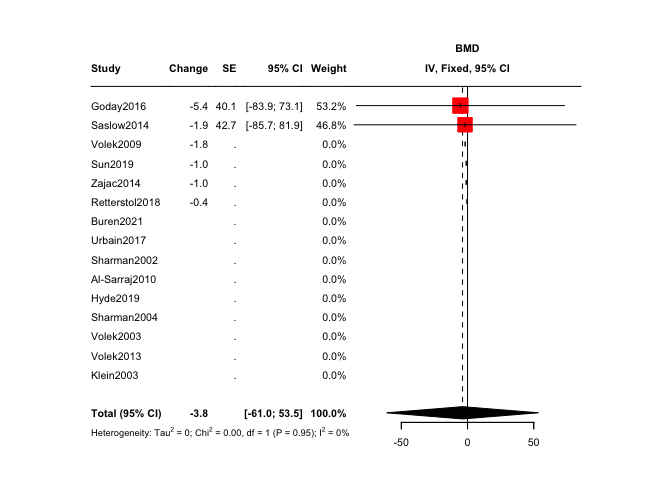 BMD
Study Change SE 95% CI Weight IV, Fixed, 95% CI
Goday2016 -5.4 40.1 [-83.9; 73.1] 53.2%
Saslow2014 -1.9 42.7 [-85.7; 81.9] 46.8%
Volek2009 -1.8 . 0.0%
Sun2019 -1.0 . 0.0%
Zajac2014 -1.0 . 0.0%
Retterstol2018 -0.4 . 0.0%
Buren2021 . 0.0%
Urbain2017 . 0.0%
Sharman2002 . 0.0%
Al-Sarraj2010 . 0.0%
Hyde2019 . 0.0%
Sharman2004 . 0.0%
Volek2003 . 0.0%
Volek2013 . 0.0%
Klein2003 . 0.0%
Total (95% CI) -3.8 [-61.0; 53.5] 100.0%
Heterogeneity: Tau² = 0; Chi² = 0.00, df = 1 (P = 0.95); I² = 0%
-50 0 50